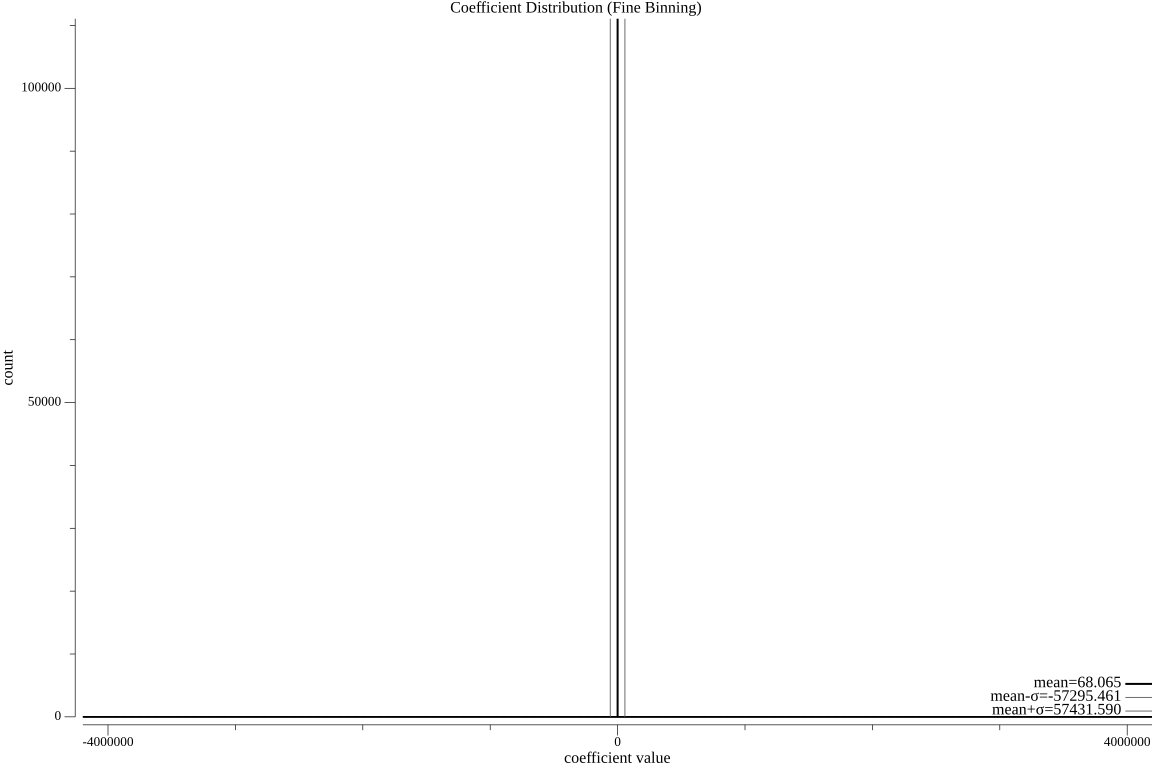 Coefficient Distribution (Fine Binning)
100000
50000
0
count
mean=68.065
mean-σ=-57295.461
mean+σ=57431.590
-4000000
0
4000000
coefficient value